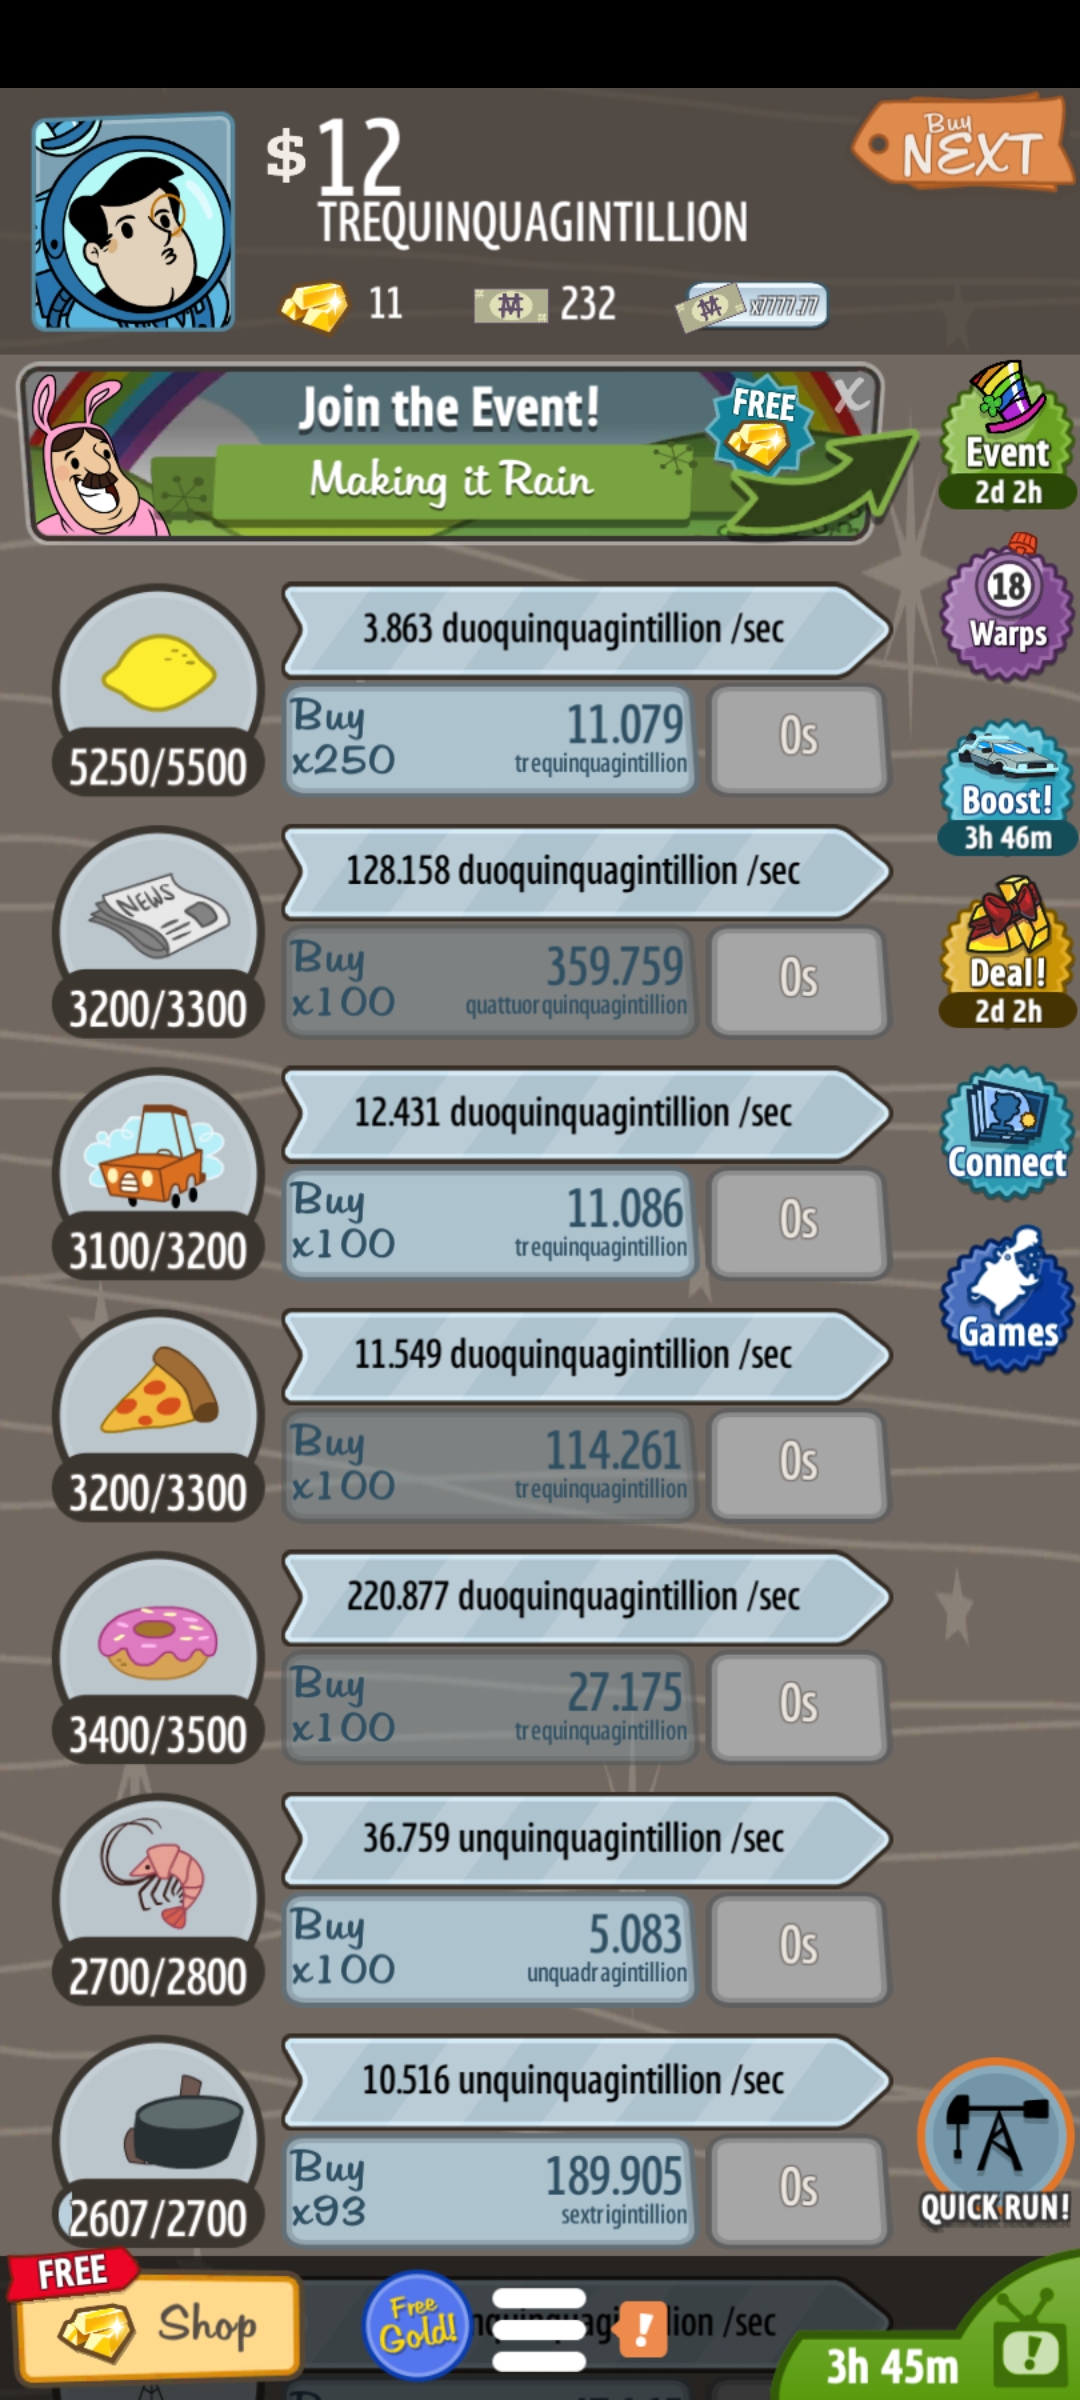 $12
TREQUINQUAGINTILLION
Buy
NEXT
11
232
x7777.77
Join the Event!
Making it Rain
FREE
X
Event
2d 2h
3.863 duoquinquagintillion /sec
5250/5500
Buy
x250
11.079
trequinquagintillion
0s
18
Warps
128.158 duoquinquagintillion /sec
NEWS
3200/3300
Buy
x100
359.759
quattuorquinquagintillion
0s
Boost!
3h 46m
Deal!
2d 2h
12.431 duoquinquagintillion /sec
3100/3200
Buy
x100
11.086
trequinquagintillion
0s
Connect
11.549 duoquinquagintillion /sec
3200/3300
Buy
x100
114.261
trequinquagintillion
0s
Games
220.877 duoquinquagintillion /sec
3400/3500
Buy
x100
27.175
trequinquagintillion
0s
36.759 unquinquagintillion /sec
2700/2800
Buy
x100
5.083
unquadragintillion
0s
10.516 unquinquagintillion /sec
2607/2700
Buy
x93
189.905
sextrigintillion
0s
QUICK RUN!
FREE
Shop
Free
Gold!
!
/sec
3h 45m
!